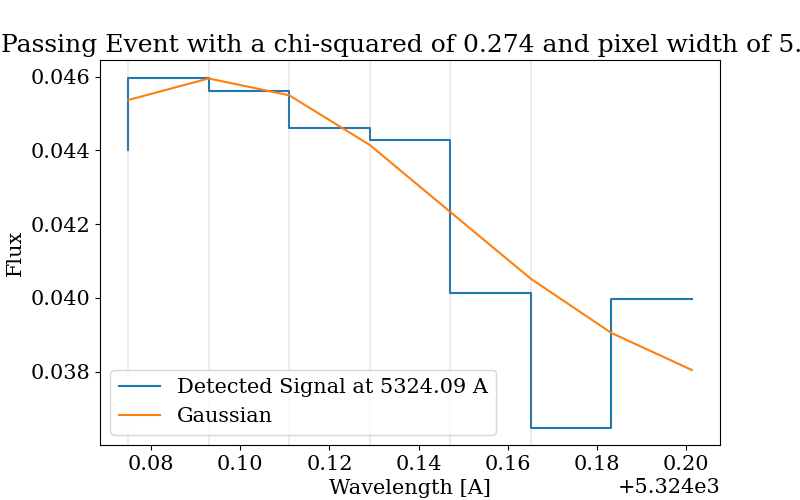 Passing Event with a chi-squared of 0.274 and pixel width of 5.
0.046
0.044
0.042
0.040
0.038
Flux
Detected Signal at 5324.09 A
Gaussian
0.08 0.10 0.12 0.14 0.16 0.18 0.20
Wavelength [A]
+5.324e3